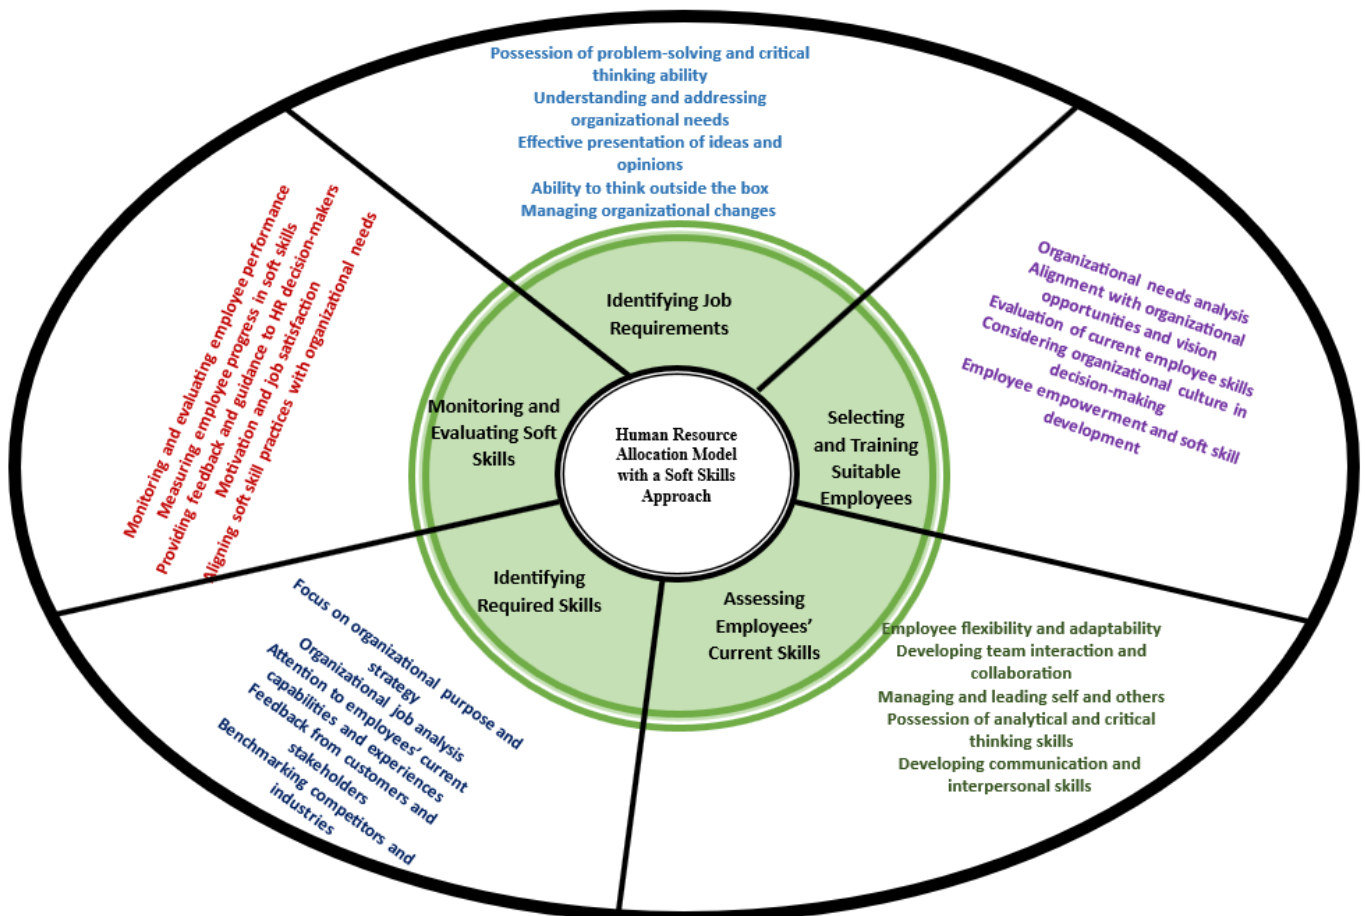 Possession of problem-solving and critical
thinking ability
Understanding and addressing
organizational needs
Effective presentation of ideas and
opinions
Ability to think outside the box
Managing organizational changes
Organizational needs analysis
Alignment with organizational
opportunities and vision
Evaluation of current employee skills
Considering organizational culture in
decision-making
Employee empowerment and soft skill
development
Employee flexibility and adaptability
Developing team interaction and
collaboration
Managing and leading self and others
Possession of analytical and critical
thinking skills
Developing communication and
interpersonal skills
Focus on organizational purpose and
strategy
Organizational job analysis
Attention to employees’ current
capabilities and experiences
Feedback from customers and
stakeholders
Benchmarking competitors and
industries
Monitoring and evaluating employee performance
Measuring employee progress in soft skills
Providing feedback and guidance to HR decision-makers
Motivation and job satisfaction
Aligning soft skill practices with organizational needs
Identifying Job
Requirements
Selecting
and Training
Suitable
Employees
Assessing
Employees’
Current Skills
Identifying
Required Skills
Monitoring and
Evaluating Soft
Skills
Human Resource
Allocation Model
with a Soft Skills
Approach